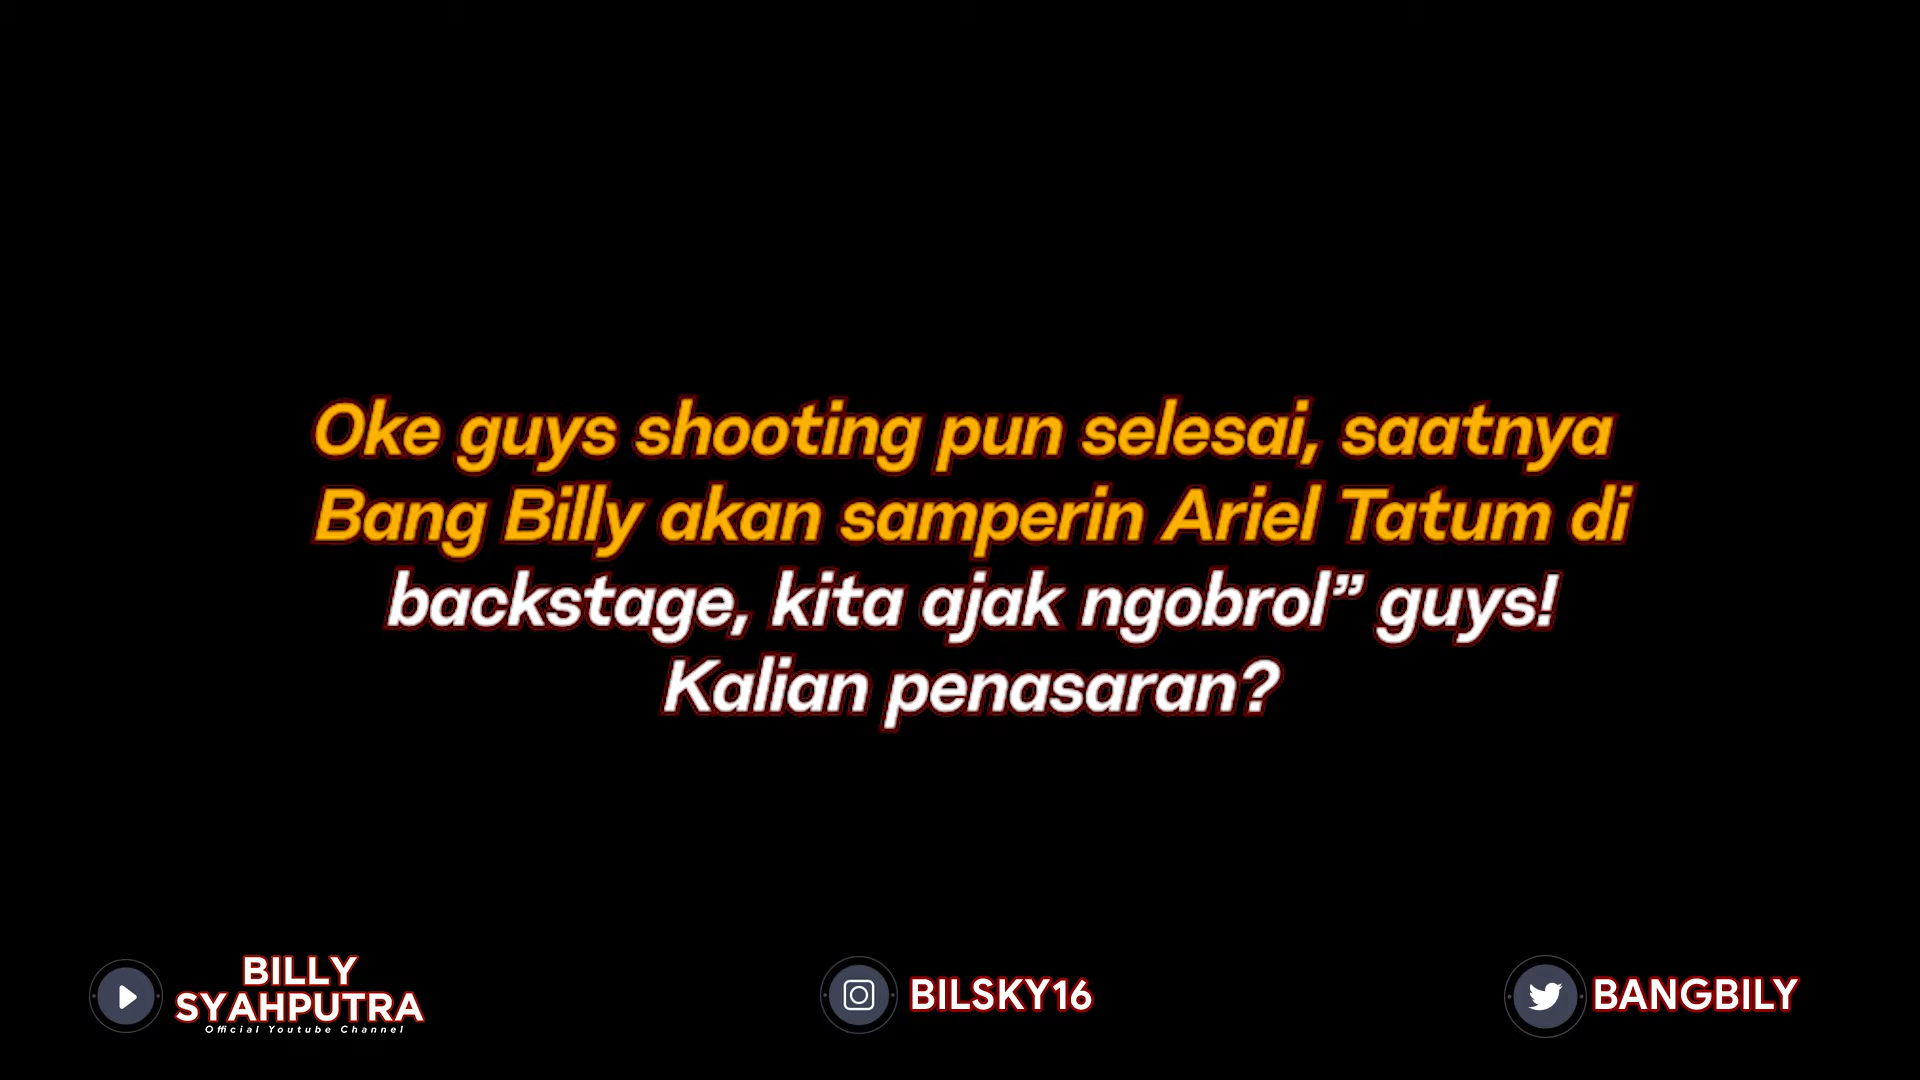 Oke guys shooting pun selesai, saatnya
Bang Billy akan samperin Ariel Tatum di
backstage, kita ajak ngobrol” guys!
Kalian penasaran?
BILLY
SYAHPUTRA
Official Youtube Channel
BILSKY16
BANGBILY